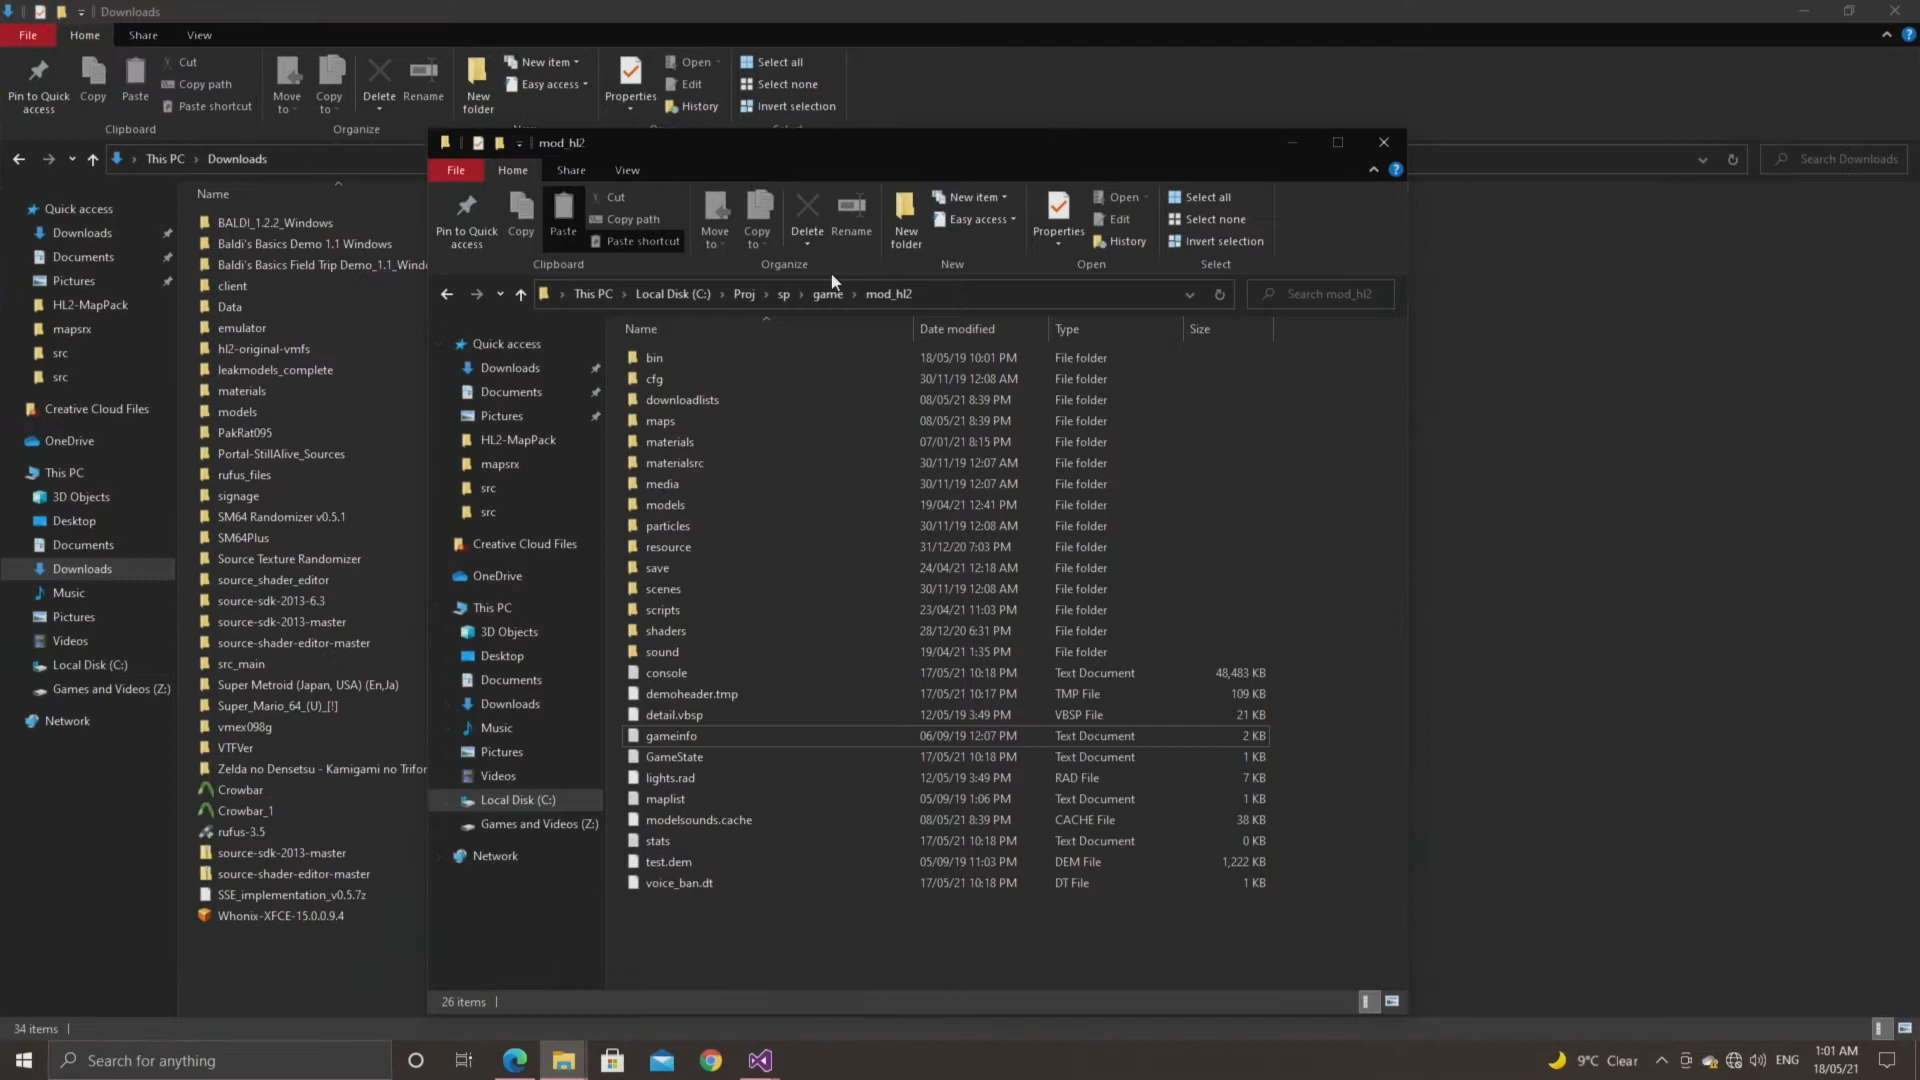 Downloads
File Home Share View
Pin to Quick access
Copy
Paste
Cut
Copy path
Paste shortcut
Clipboard
Move to
Copy to
Delete
Rename
Organize
New folder
New item
Easy access
Properties
Open
Edit
History
Select all
Select none
Invert selection
This PC > Downloads
Search Downloads
Quick access
Downloads
Documents
Pictures
HL2-MapPack
mapsrx
src
src
Creative Cloud Files
OneDrive
This PC
3D Objects
Desktop
Documents
Downloads
Music
Pictures
Videos
Local Disk (C:)
Games and Videos (Z:)
Network
Name
BALDI_1.2.2_Windows
Baldi's Basics Demo 1.1 Windows
Baldi's Basics Field Trip Demo_1.1_Windo
client
Data
emulator
hl2-original-vmfs
leakmodels_complete
materials
models
PakRat095
Portal-StillAlive_Sources
rufus_files
signage
SM64 Randomizer v0.5.1
SM64Plus
Source Texture Randomizer
source_shader_editor
source-sdk-2013-6.3
source-sdk-2013-master
source-shader-editor-master
src_main
Super Metroid (Japan, USA) (En,Ja)
Super_Mario_64_(U)_[!]
vmex098g
VTFVer
Zelda no Densetsu - Kamigami no Trifor
Crowbar
Crowbar_1
rufus-3.5
source-sdk-2013-master
source-shader-editor-master
SSE_implementation_v0.5.7z
Whonix-XFCE-15.0.0.9.4
34 items
mod_hl2
File Home Share View
Pin to Quick access
Copy
Paste
Cut
Copy path
Paste shortcut
Clipboard
Move to
Copy to
Delete
Rename
Organize
New folder
New item
Easy access
New
Properties
Open
Edit
History
Open
Select all
Select none
Invert selection
Select
This PC > Local Disk (C:) > Proj > sp > game > mod_hl2
Search mod_hl2
Quick access
Downloads
Documents
Pictures
HL2-MapPack
mapsrx
src
src
Creative Cloud Files
OneDrive
This PC
3D Objects
Desktop
Documents
Downloads
Music
Pictures
Videos
Local Disk (C:)
Games and Videos (Z:)
Network
Name Date modified Type Size
bin 18/05/19 10:01 PM File folder
cfg 30/11/19 12:08 AM File folder
downloadlists 08/05/21 8:39 PM File folder
maps 08/05/21 8:39 PM File folder
materials 07/01/21 8:15 PM File folder
materialsrc 30/11/19 12:07 AM File folder
media 30/11/19 12:07 AM File folder
models 19/04/21 12:41 PM File folder
particles 30/11/19 12:08 AM File folder
resource 31/12/20 7:03 PM File folder
save 24/04/21 12:18 AM File folder
scenes 30/11/19 12:08 AM File folder
scripts 23/04/21 11:03 PM File folder
shaders 28/12/20 6:31 PM File folder
sound 19/04/21 1:35 PM File folder
console 17/05/21 10:18 PM Text Document 48,483 KB
demoheader.tmp 17/05/21 10:17 PM TMP File 109 KB
detail.vbsp 12/05/19 3:49 PM VBSP File 21 KB
gameinfo 06/09/19 12:07 PM Text Document 2 KB
GameState 17/05/21 10:18 PM Text Document 1 KB
lights.rad 12/05/19 3:49 PM RAD File 7 KB
maplist 05/09/19 1:06 PM Text Document 1 KB
modelsounds.cache 08/05/21 8:39 PM CACHE File 38 KB
stats 17/05/21 10:18 PM Text Document 0 KB
test.dem 05/09/19 11:03 PM DEM File 1,222 KB
voice_ban.dt 17/05/21 10:18 PM DT File 1 KB
26 items
Search for anything
9°C Clear
ENG
1:01 AM
18/05/21